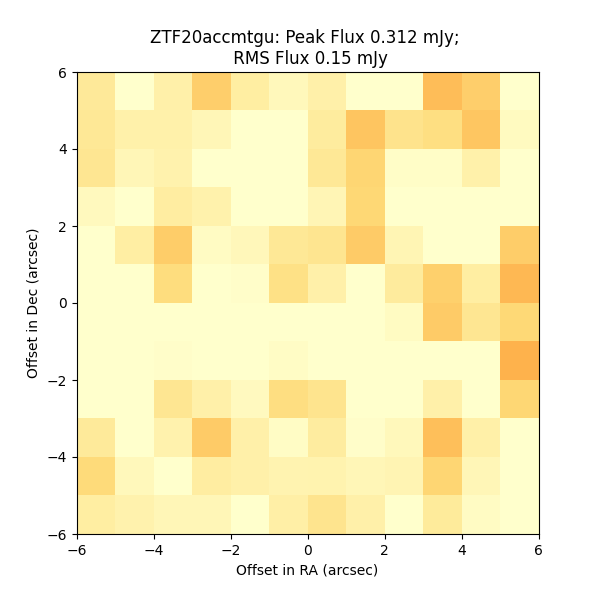 ZTF20accmtgu: Peak Flux 0.312 mJy;
RMS Flux 0.15 mJy
6
4
2
0
−2
−4
−6
Offset in Dec (arcsec)
−6 −4 −2 0 2 4 6
Offset in RA (arcsec)